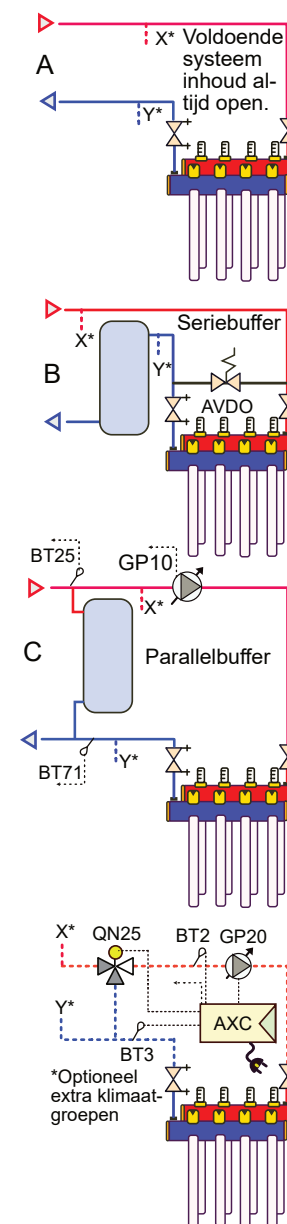 A
X*
Voldoende
systeem
inhoud al-
tijd open.
Y*
B
X*
Seriebuffer
Y*
AVDO
BT25
GP10
X*
C
Parallelbuffer
Y*
BT71
X*
QN25
BT2
GP20
Y*
AXC
BT3
*Optioneel
extra klimaat-
groepen